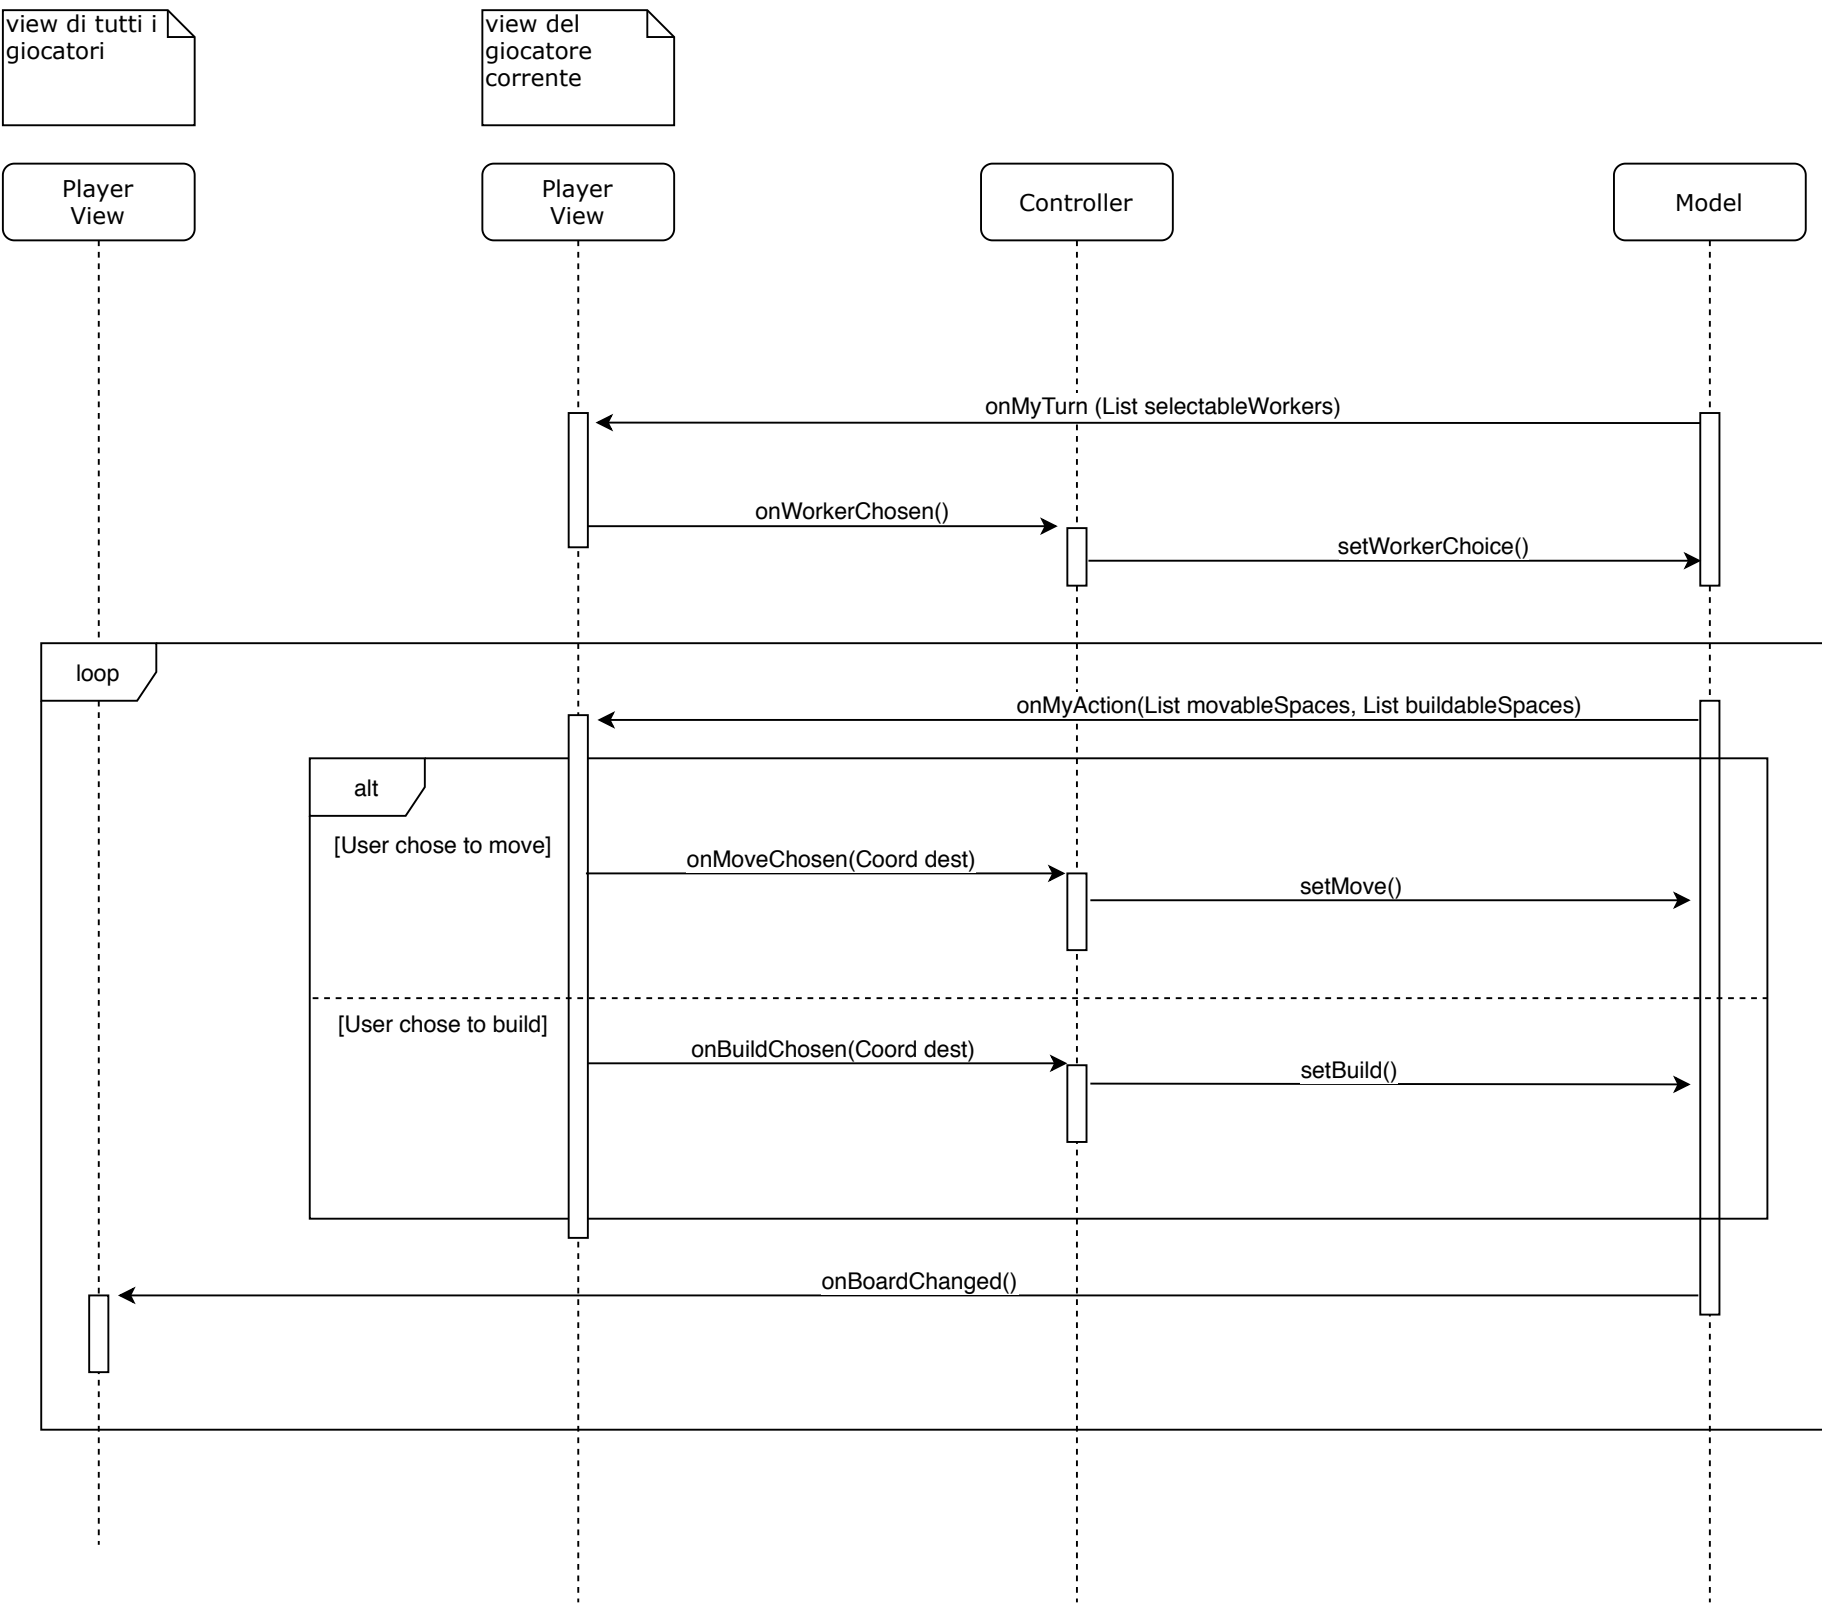 view di tutti i
giocatori
view del
giocatore
corrente
Player
View
Player
View
Controller
Model
onMyTurn (List selectableWorkers)
onWorkerChosen()
setWorkerChoice()
loop
onMyAction(List movableSpaces, List buildableSpaces)
alt
[User chose to move]
onMoveChosen(Coord dest)
setMove()
[User chose to build]
onBuildChosen(Coord dest)
setBuild()
onBoardChanged()